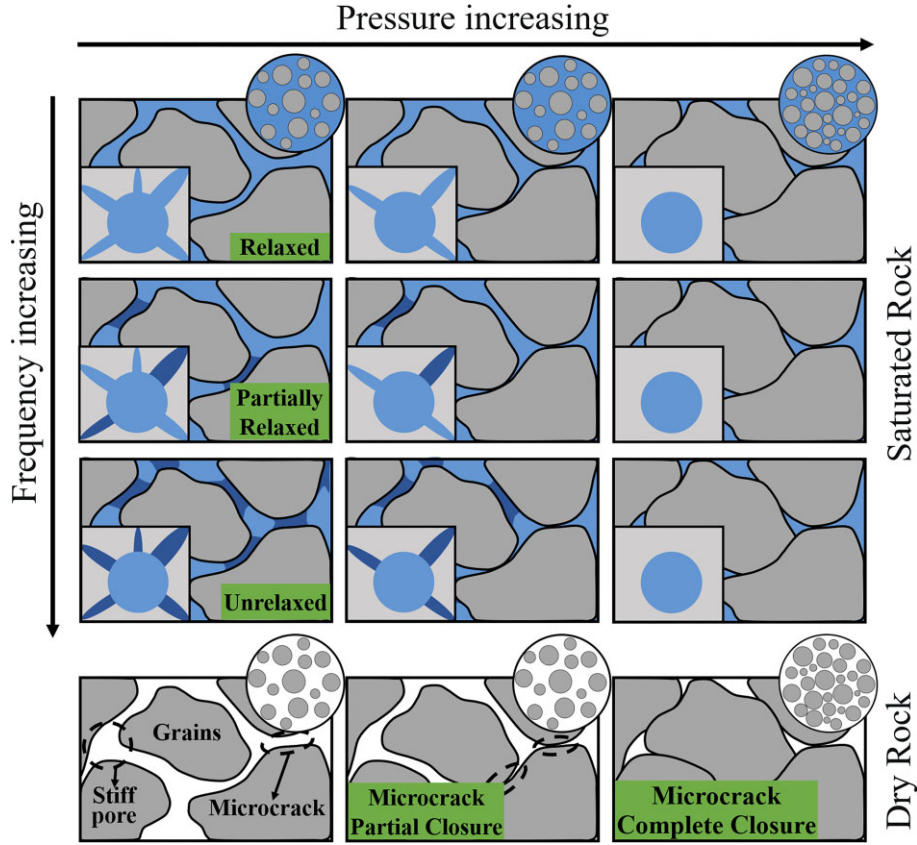 Pressure increasing
Frequency increasing
Relaxed
Partially
Relaxed
Unrelaxed
Saturated Rock
Grains
Stiff
pore
Microcrack
Microcrack
Partial Closure
Microcrack
Complete Closure
Dry Rock